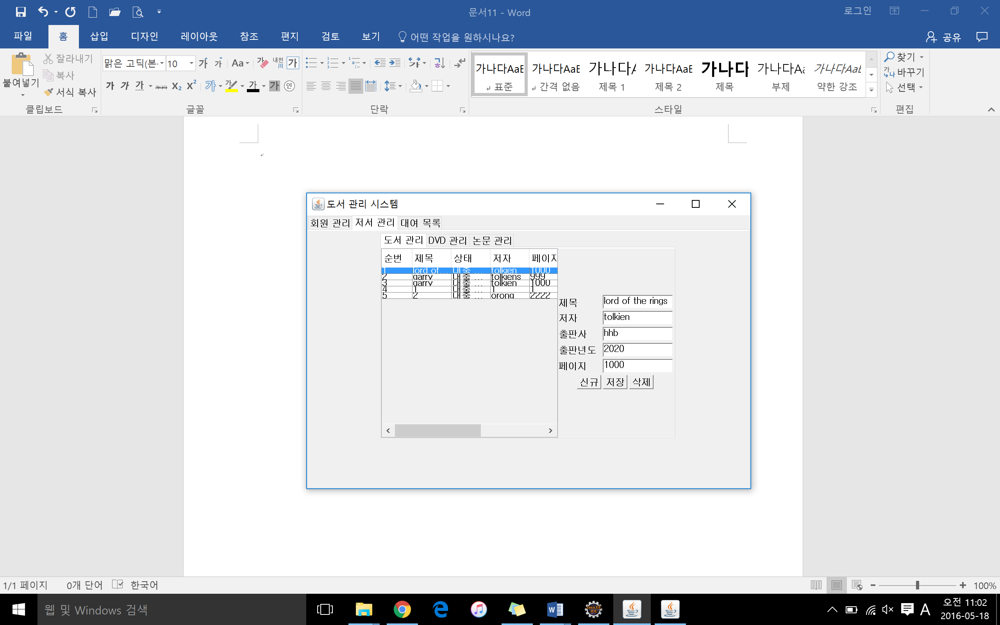 문서11 - Word
로그인
파일 홈 삽입 디자인 레이아웃 참조 편지 검토 보기 어떤 작업을 원하시나요? 공유
붙여넣기
잘라내기
복사
서식 복사
클립보드
맑은 고딕(본· 10 가 가 Aa 가 내천 川 가
가 가 가 가나다 X₂ X² 가 가 가 가 인
글꼴
단락
가나다AaE 가나다AaE 가나다A 가나다AaE 가나다 가나다Aa 가나다AaE
표준 간격 없음 제목 1 제목 2 제목 부제 약한 강조
스타일
찾기
바꾸기
선택
편집
도서 관리 시스템
회원 관리 저서 관리 대여 목록
도서 관리 DVD 관리 논문 관리
순번 제목 상태 저자 페이지
1 lord of... 대출 ... tolkien 1000
2 garry 대출 ... tolkiens 999
3 garry 대출 ... tolkien 1000
4 1 대출 ... 1 1
5 2 대출 ... orong 2222
제목 lord of the rings
저자 tolkien
출판사 hhb
출판년도 2020
페이지 1000
신규 저장 삭제
1/1 페이지 0개 단어 한국어 100%
웹 및 Windows 검색
Java EE
IDE
A
오전 11:02
2016-05-18